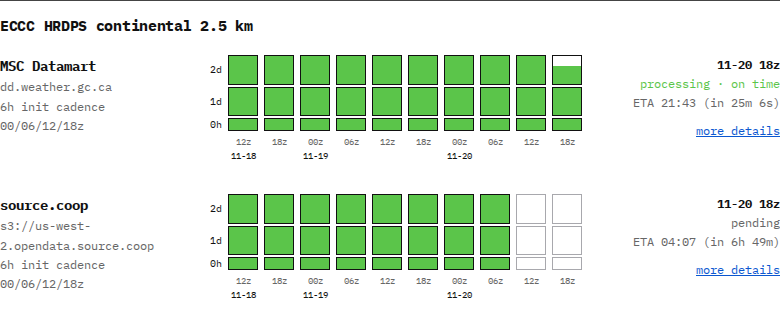 ECCC HRDPS continental 2.5 km
MSC Datamart
dd.weather.gc.ca
6h init cadence
00/06/12/18z
2d
1d
0h
12z 18z 00z 06z 12z 18z 00z 06z 12z 18z
11-18 11-19 11-20
11-20 18z
processing · on time
ETA 21:43 (in 25m 6s)
more details
source.coop
s3://us-west-
2.opendata.source.coop
6h init cadence
00/06/12/18z
2d
1d
0h
12z 18z 00z 06z 12z 18z 00z 06z 12z 18z
11-18 11-19 11-20
11-20 18z
pending
ETA 04:07 (in 6h 49m)
more details